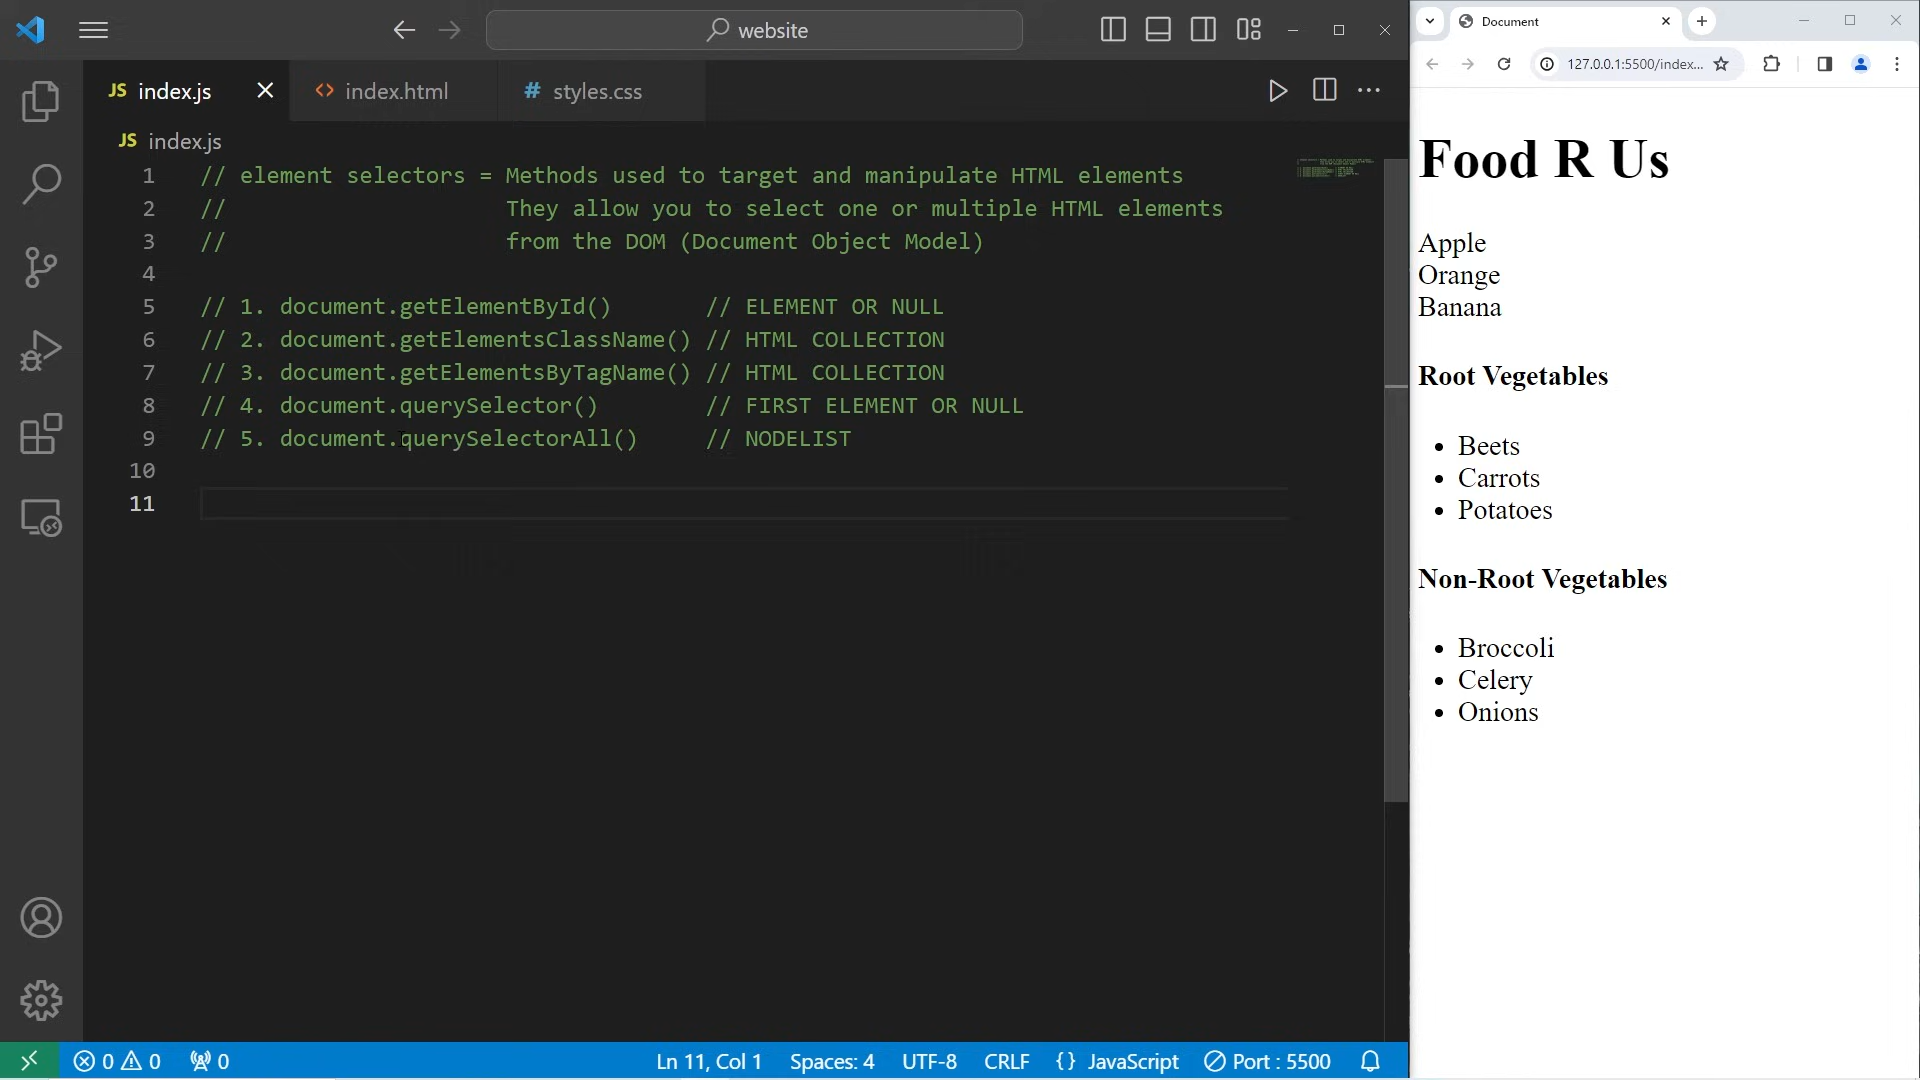 website
JS index.js
<> index.html
# styles.css
JS index.js
1 // element selectors = Methods used to target and manipulate HTML elements
2 // They allow you to select one or multiple HTML elements
3 // from the DOM (Document Object Model)
4
5 // 1. document.getElementById() // ELEMENT OR NULL
6 // 2. document.getElementsClassName() // HTML COLLECTION
7 // 3. document.getElementsByTagName() // HTML COLLECTION
8 // 4. document.querySelector() // FIRST ELEMENT OR NULL
9 // 5. document.querySelectorAll() // NODELIST
10
11
0 0 0 Ln 11, Col 1 Spaces: 4 UTF-8 CRLF {} JavaScript Port : 5500
Document
127.0.0.1:5500/index...
Food R Us
Apple
Orange
Banana
Root Vegetables
• Beets
• Carrots
• Potatoes
Non-Root Vegetables
• Broccoli
• Celery
• Onions